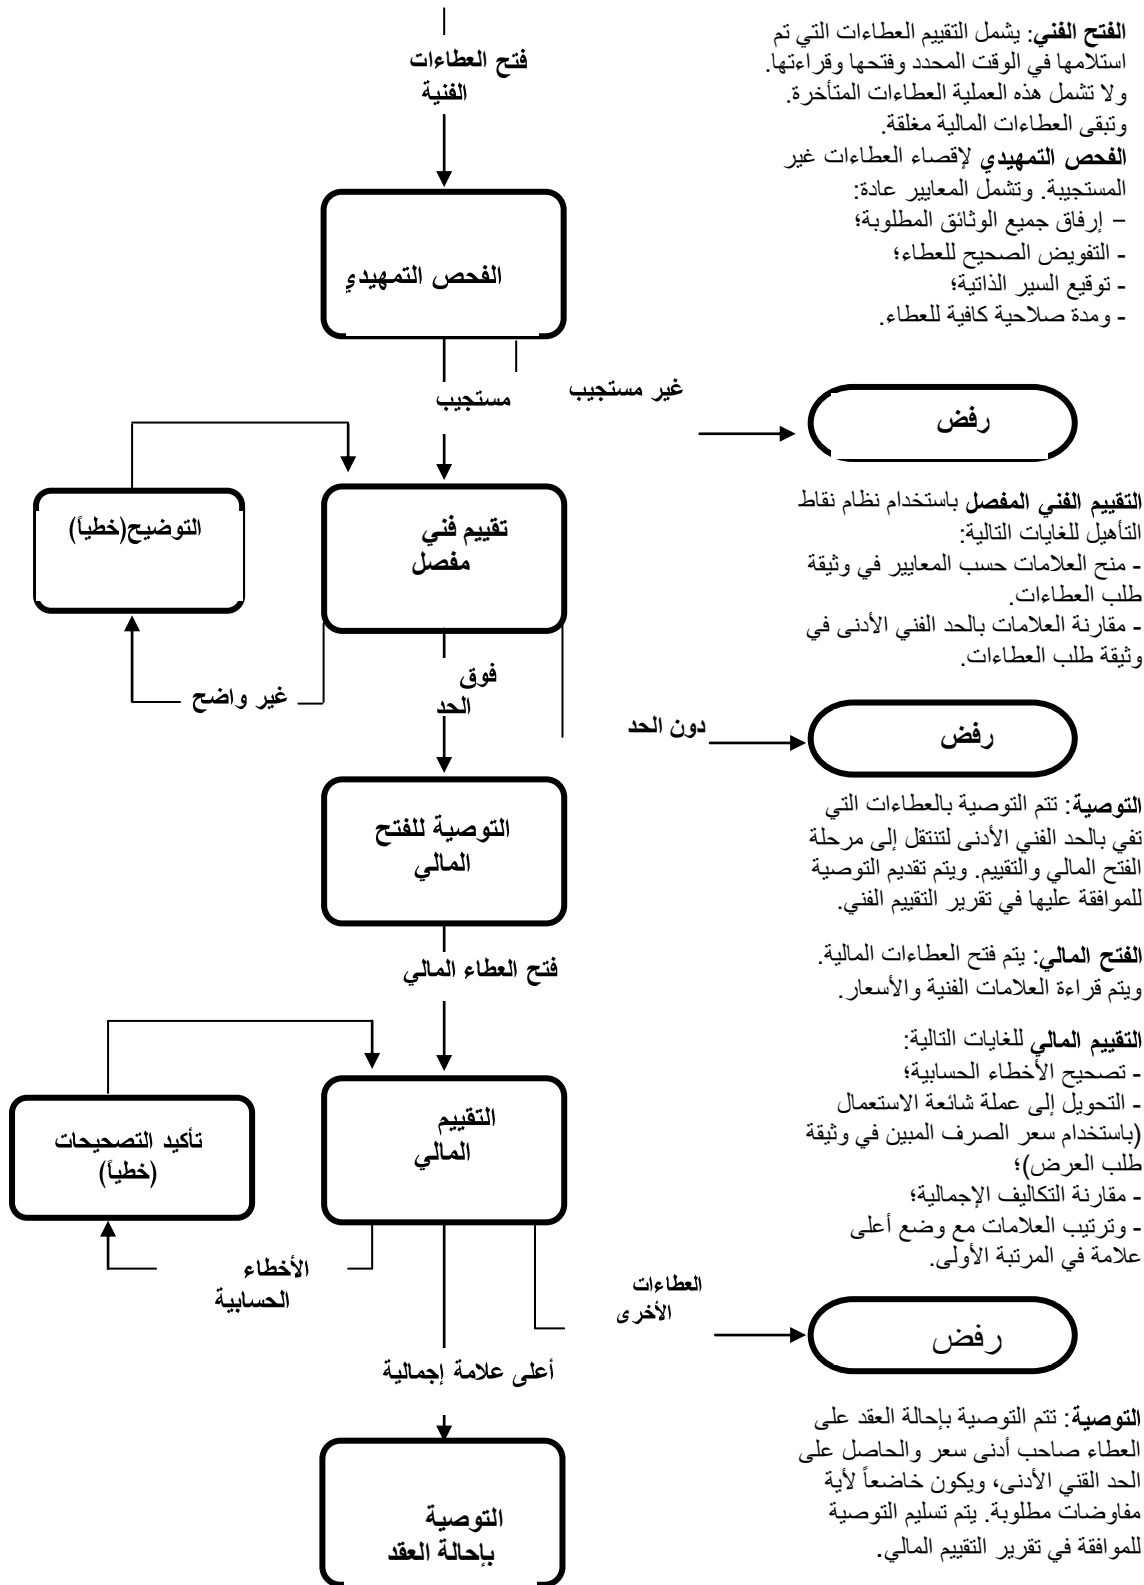 فتح العطاءات
الفنية
الفتح الفني: يشمل التقييم العطاءات التي تم
استلامها في الوقت المحدد وفتحها وقراءتها.
ولا تشمل هذه العملية العطاءات المتأخرة.
وتبقى العطاءات المالية مغلقة.
الفحص التمهيدي لإقصاء العطاءات غير
المستجيبة. وتشمل المعايير عادة:
– إرفاق جميع الوثائق المطلوبة؛
- التفويض الصحيح للعطاء؛
- توقيع السير الذاتية؛
- ومدة صلاحية كافية للعطاء.
الفحص التمهيدي
غير مستجيب
مستجيب
رفض
التقييم الفني المفصل باستخدام نظام نقاط
التأهيل للغايات التالية:
- منح العلامات حسب المعايير في وثيقة
طلب العطاءات.
- مقارنة العلامات بالحد الفني الأدنى في
وثيقة طلب العطاءات.
تقييم فني
مفصل
التوضيح(خطياً)
غير واضح
فوق
الحد
دون الحد
رفض
التوصية للفتح
المالي
التوصية: تتم التوصية بالعطاءات التي
تفي بالحد الفني الأدنى لتنتقل إلى مرحلة
الفتح المالي والتقييم. ويتم تقديم التوصية
للموافقة عليها في تقرير التقييم الفني.
فتح العطاء المالي
الفتح المالي: يتم فتح العطاءات المالية.
ويتم قراءة العلامات الفنية والأسعار.
التقييم المالي للغايات التالية:
- تصحيح الأخطاء الحسابية؛
- التحويل إلى عملة شائعة الاستعمال
(باستخدام سعر الصرف المبين في وثيقة
طلب العرض)؛
- مقارنة التكاليف الإجمالية؛
- وترتيب العلامات مع وضع أعلى
علامة في المرتبة الأولى.
التقييم
المالي
تأكيد التصحيحات
(خطياً)
الأخطاء
الحسابية
العطاءات
الأخرى
رفض
أعلى علامة إجمالية
التوصية: تتم التوصية بإحالة العقد على
العطاء صاحب أدنى سعر والحاصل على
الحد القني الأدنى، ويكون خاضعاً لأية
مفاوضات مطلوبة. يتم تسليم التوصية
للموافقة في تقرير التقييم المالي.
التوصية
بإحالة العقد